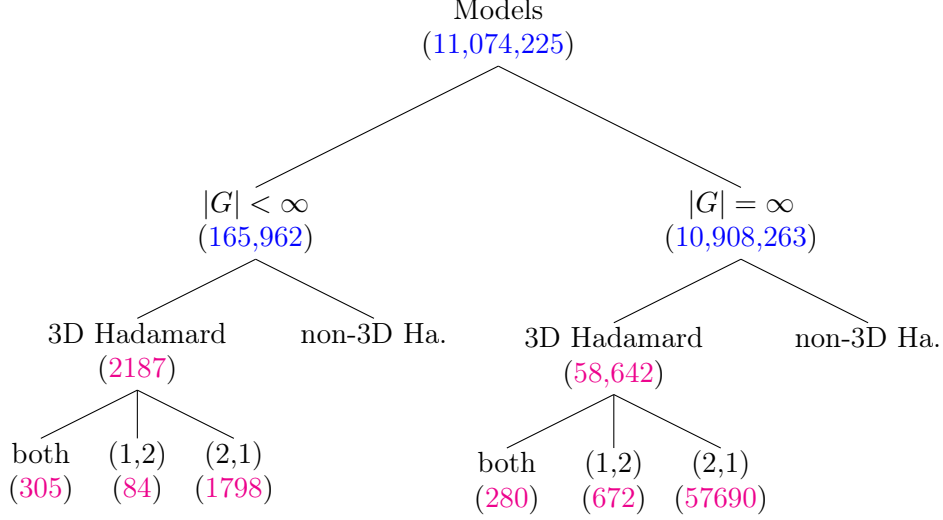 Models
(11,074,225)
|G| < ∞ |G| = ∞
(165,962) (10,908,263)
3D Hadamard non-3D Ha. 3D Hadamard non-3D Ha.
(2187) (58,642)
both (1,2) (2,1) both (1,2) (2,1)
(305) (84) (1798) (280) (672) (57690)